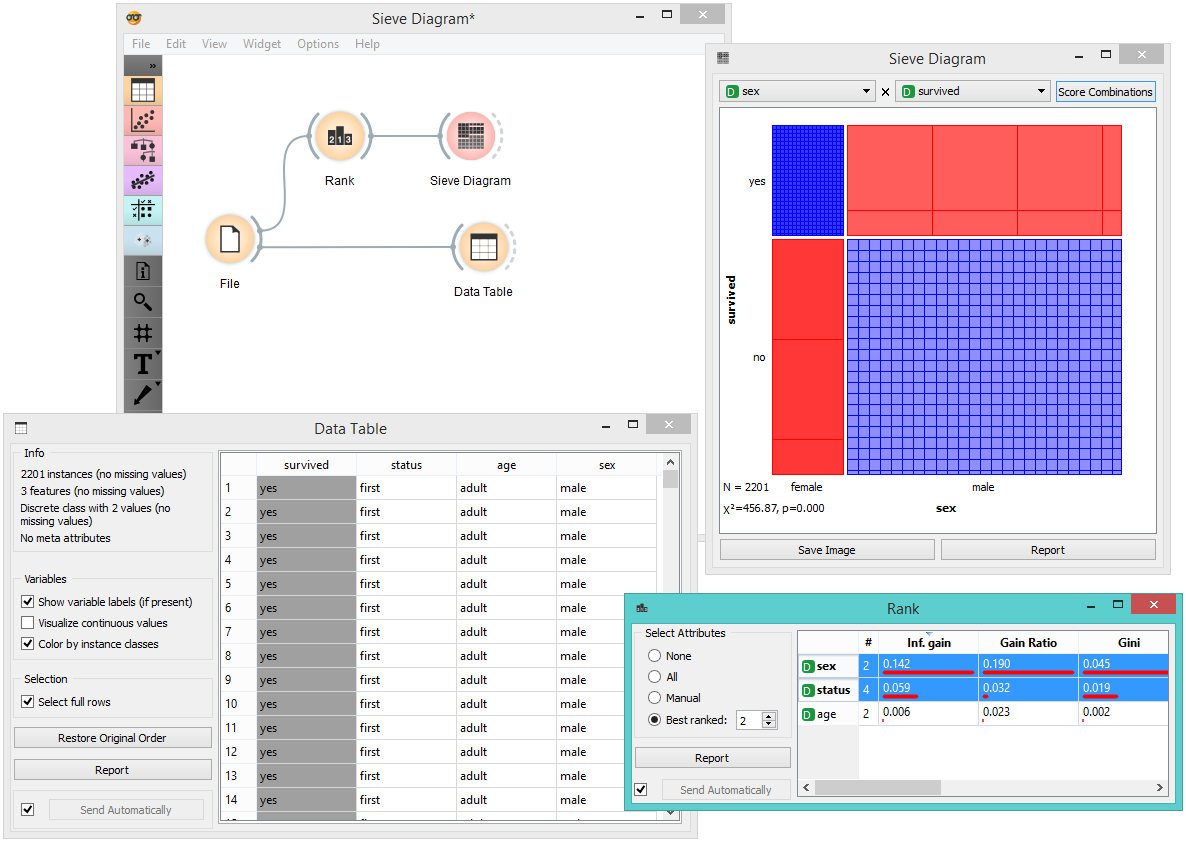 Sieve Diagram*
File Edit View Widget Options Help
»
213
Rank
Sieve Diagram
File
Data Table
Sieve Diagram
D sex
×
D survived
Score Combinations
yes
survived
no
N = 2201 female male
χ²=456.87, p=0.000 sex
Save Image Report
Data Table
Info
2201 instances (no missing values)
3 features (no missing values)
Discrete class with 2 values (no
missing values)
No meta attributes
Variables
Show variable labels (if present)
Visualize continuous values
Color by instance classes
Selection
Select full rows
Restore Original Order
Report
Send Automatically
survived status age sex
1 yes first adult male
2 yes first adult male
3 yes first adult male
4 yes first adult male
5 yes first adult male
6 yes first adult male
7 yes first adult male
8 yes first adult male
9 yes first adult male
10 yes first adult male
11 yes first adult male
12 yes first adult male
13 yes first adult male
14 yes first adult male
Rank
Select Attributes
None
All
Manual
Best ranked: 2
Report
Send Automatically
# Inf. gain Gain Ratio Gini
D sex 2 0.142 0.190 0.045
D status 4 0.059 0.032 0.019
D age 2 0.006 0.023 0.002